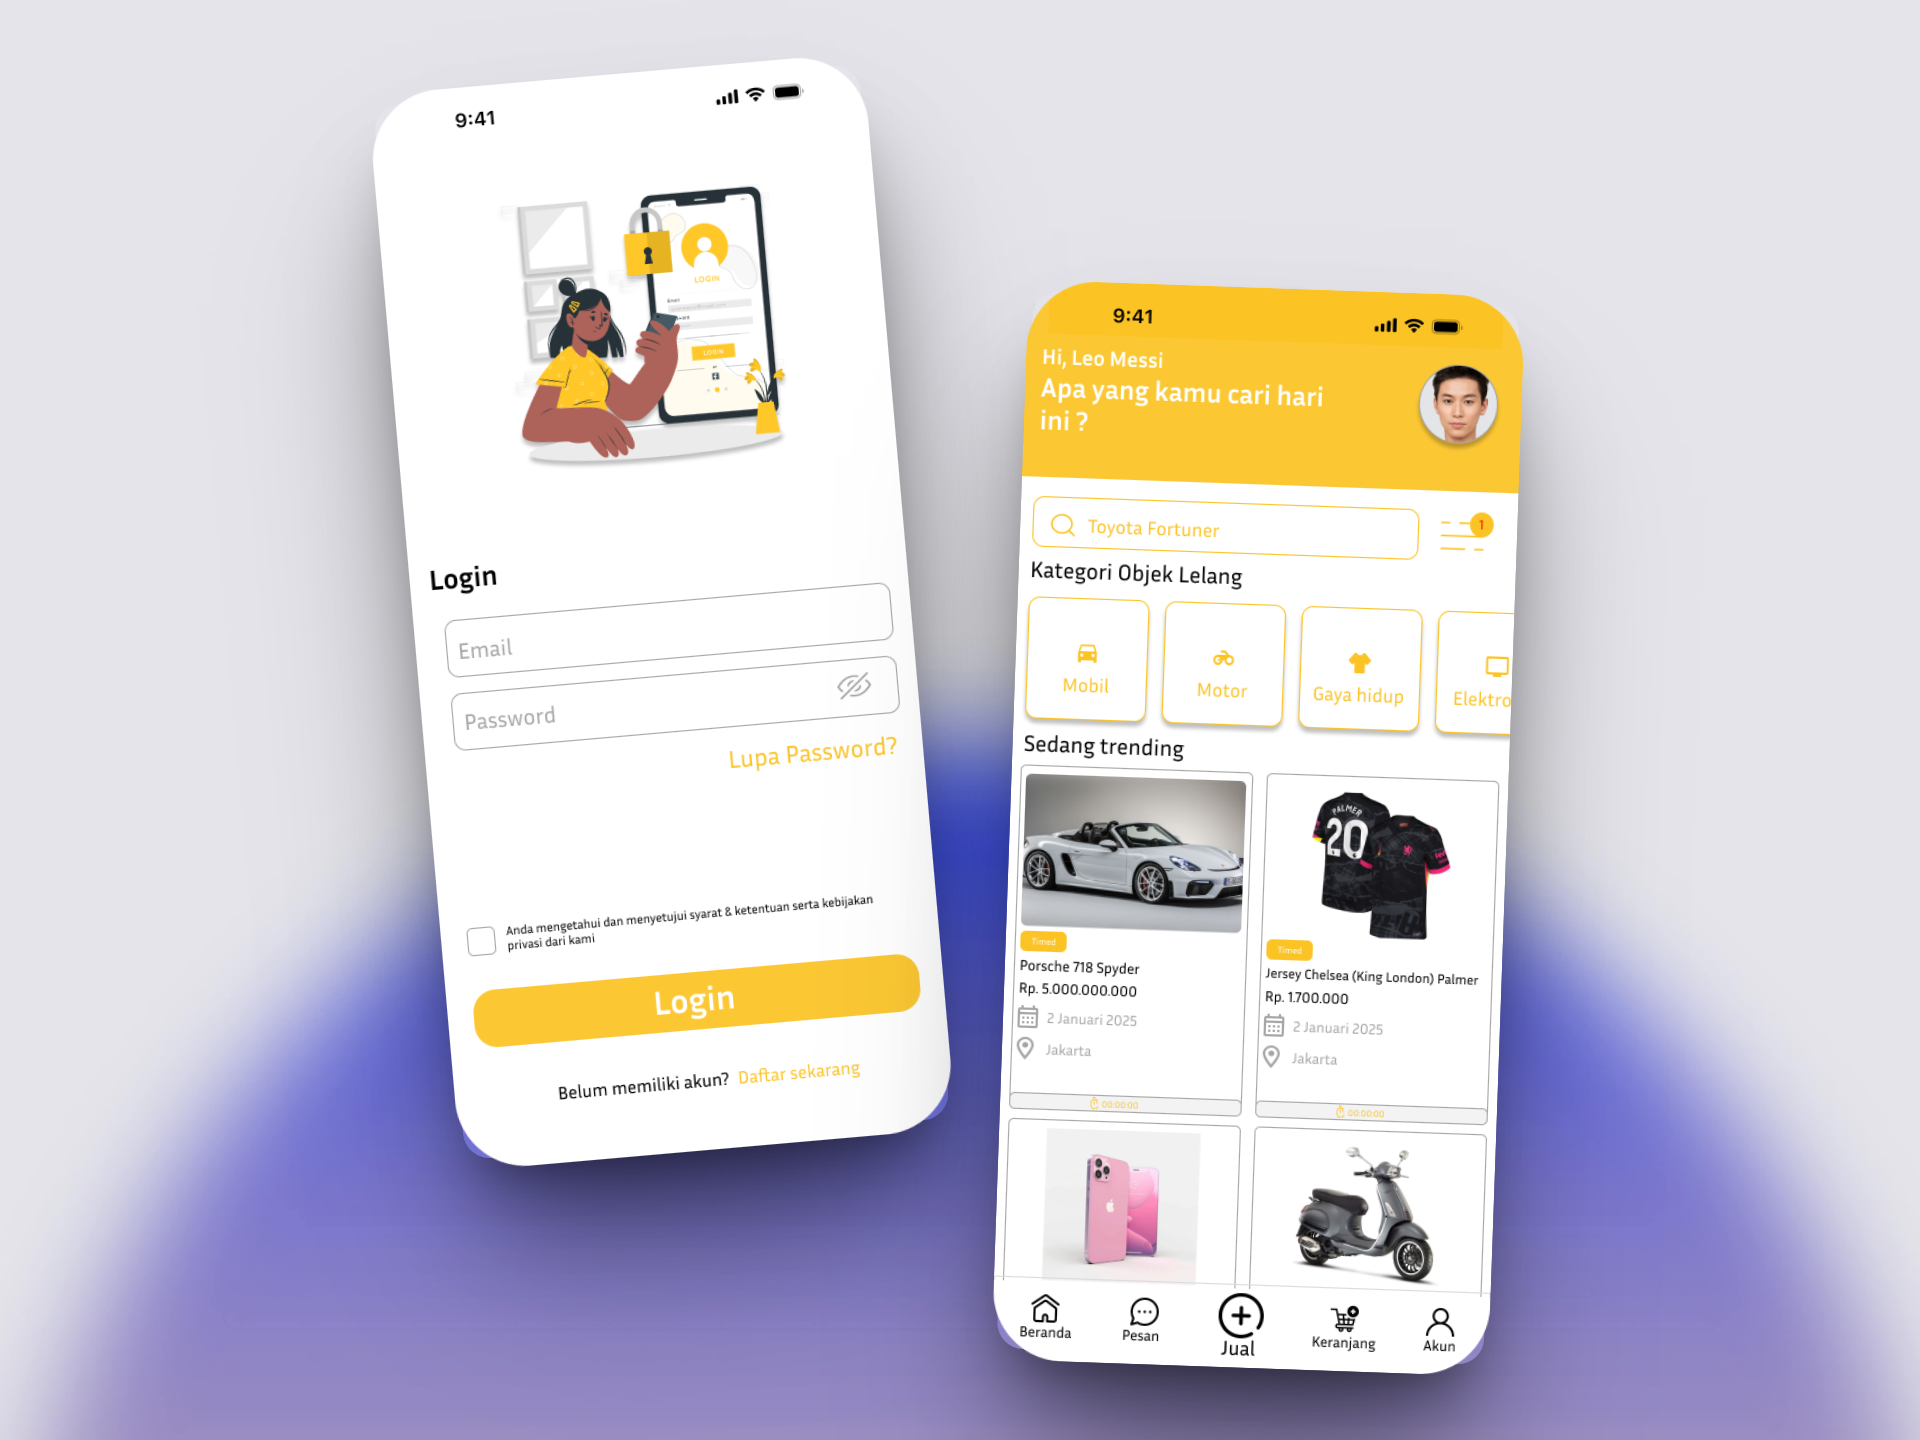 9:41
LOGIN
Email
LOGIN
Login
Email
Password
Lupa Password?
Anda mengetahui dan menyetujui syarat & ketentuan serta kebijakan
privasi dari kami
Login
Belum memiliki akun? Daftar sekarang
9:41
Hi, Leo Messi
Apa yang kamu cari hari
ini ?
Toyota Fortuner
1
Kategori Objek Lelang
Mobil
Motor
Gaya hidup
Elektro
Sedang trending
PALMER
20
Timed
Porsche 718 Spyder
Rp. 5.000.000.000
2 Januari 2025
Jakarta
00:00:00
Timed
Jersey Chelsea (King London) Palmer
Rp. 1.700.000
2 Januari 2025
Jakarta
00:00:00
Beranda
Pesan
Jual
Keranjang
Akun